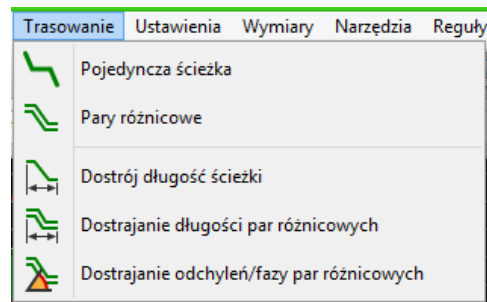 Trasowanie Ustawienia Wymiary Narzędzia Reguły
Pojedyncza ścieżka
Pary różnicowe
Dostrój długość ścieżki
Dostrajanie długości par różnicowych
Dostrajanie odchyleń/fazy par różnicowych